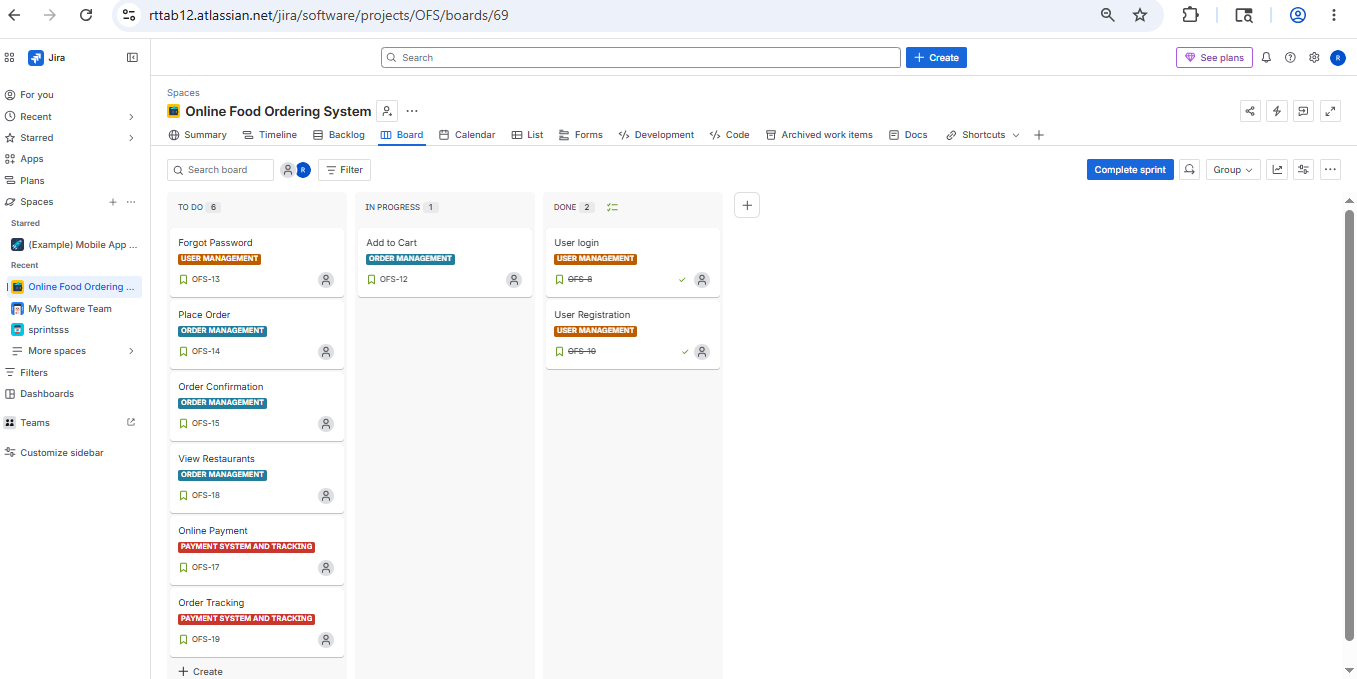 rttab12.atlassian.net/jira/software/projects/OFS/boards/69
Jira
Search
Create
See plans
R
For you
Recent
Starred
Apps
Plans
Spaces
Starred
(Example) Mobile App ...
Recent
Online Food Ordering ...
My Software Team
sprintsss
More spaces
Filters
Dashboards
Teams
Customize sidebar
Spaces
Online Food Ordering System
Summary Timeline Backlog Board Calendar List Forms Development Code Archived work items Docs Shortcuts
Search board R Filter Complete sprint Group
TO DO 6
Forgot Password
USER MANAGEMENT
OFS-13
Place Order
ORDER MANAGEMENT
OFS-14
Order Confirmation
ORDER MANAGEMENT
OFS-15
View Restaurants
ORDER MANAGEMENT
OFS-18
Online Payment
PAYMENT SYSTEM AND TRACKING
OFS-17
Order Tracking
PAYMENT SYSTEM AND TRACKING
OFS-19
Create
IN PROGRESS 1
Add to Cart
ORDER MANAGEMENT
OFS-12
DONE 2
User login
USER MANAGEMENT
OFS-8
User Registration
USER MANAGEMENT
OFS-10